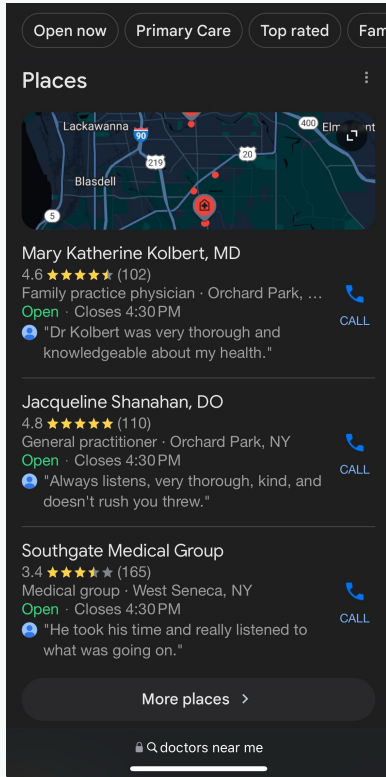 Open now
Primary Care
Top rated
Fam
Places
Lackawanna
90
400
Elm
ont
219
20
Blasdell
5
Mary Katherine Kolbert, MD
4.6 ★★★★★ (102)
Family practice physician · Orchard Park, ...
Open · Closes 4:30 PM
"Dr Kolbert was very thorough and
knowledgeable about my health."
CALL
Jacqueline Shanahan, DO
4.8 ★★★★★ (110)
General practitioner · Orchard Park, NY
Open · Closes 4:30 PM
"Always listens, very thorough, kind, and
doesn't rush you threw."
CALL
Southgate Medical Group
3.4 ★★★★★ (165)
Medical group · West Seneca, NY
Open · Closes 4:30 PM
"He took his time and really listened to
what was going on."
CALL
More places
doctors near me